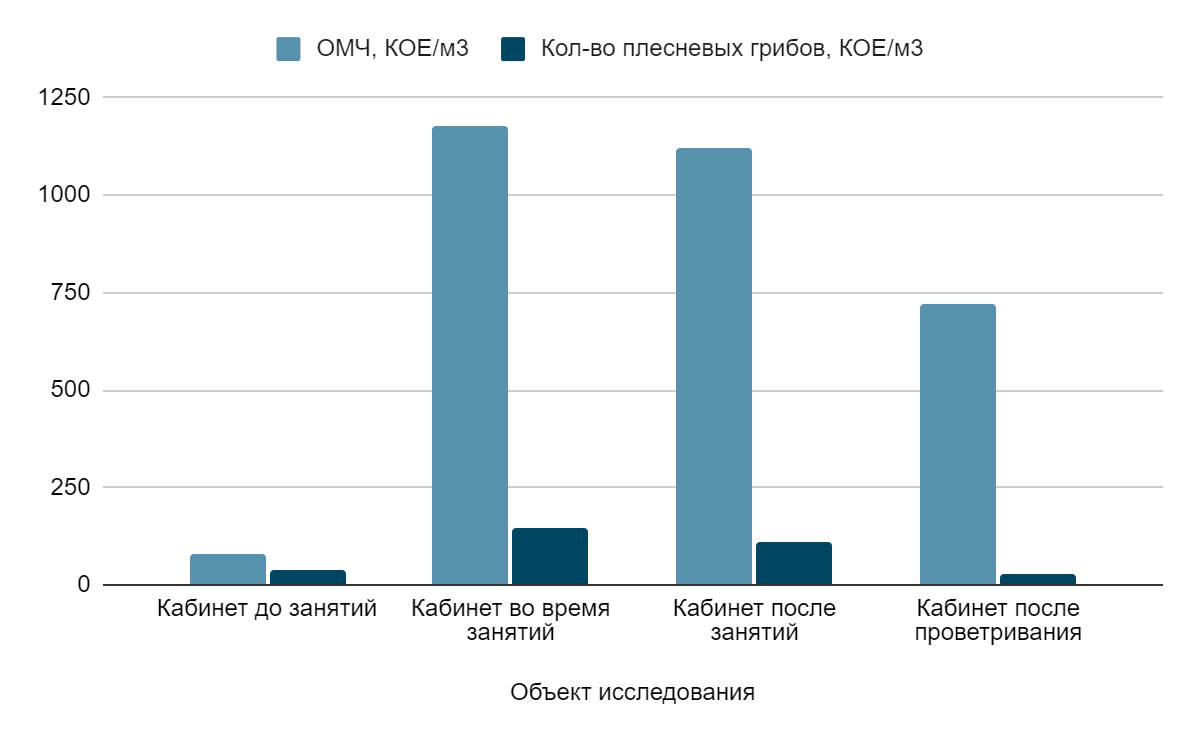 ОМЧ, КОЕ/м3
Кол-во плесневых грибов, КОЕ/м3
1250
1000
750
500
250
0
Кабинет до занятий
Кабинет во время
занятий
Кабинет после
занятий
Кабинет после
проветривания
Объект исследования